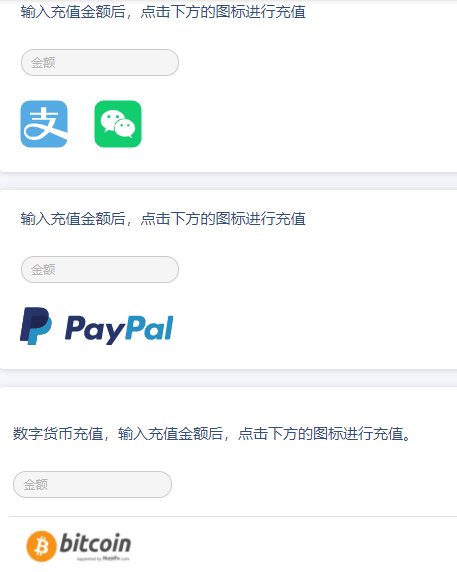 输入充值金额后，点击下方的图标进行充值
金额
支
输入充值金额后，点击下方的图标进行充值
金额
PayPal
数字货币充值，输入充值金额后，点击下方的图标进行充值。
金额
bitcoin